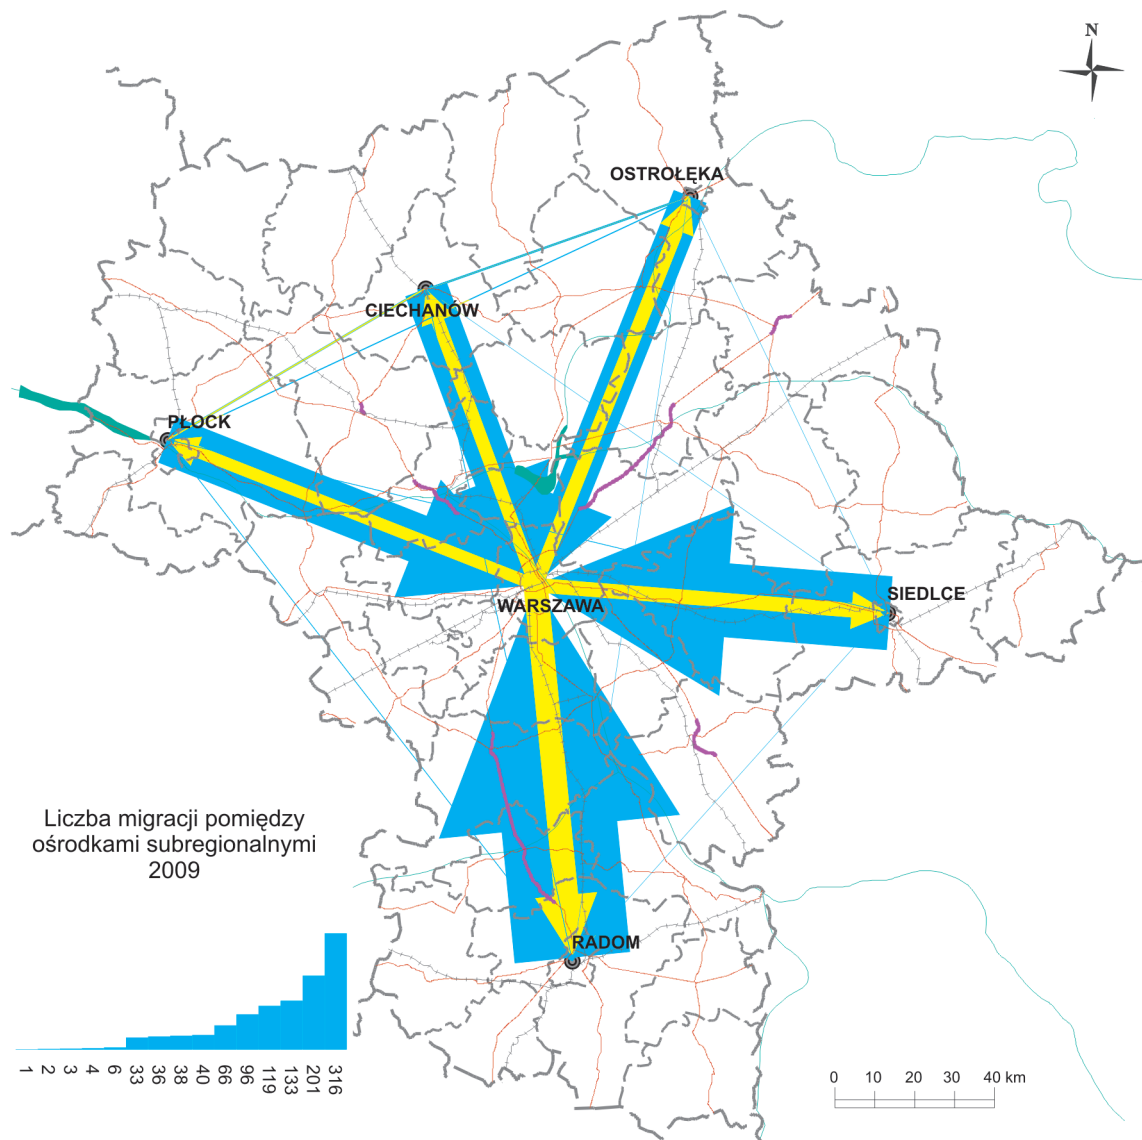 N
OSTROŁĘKA
CIECHANÓW
PŁOCK
SIEDLCE
WARSZAWA
Liczba migracji pomiędzy
ośrodkami subregionalnymi
2009
RADOM
1
2
3
4
6
33
36
38
40
66
96
119
133
201
316
0 10 20 30 40 km